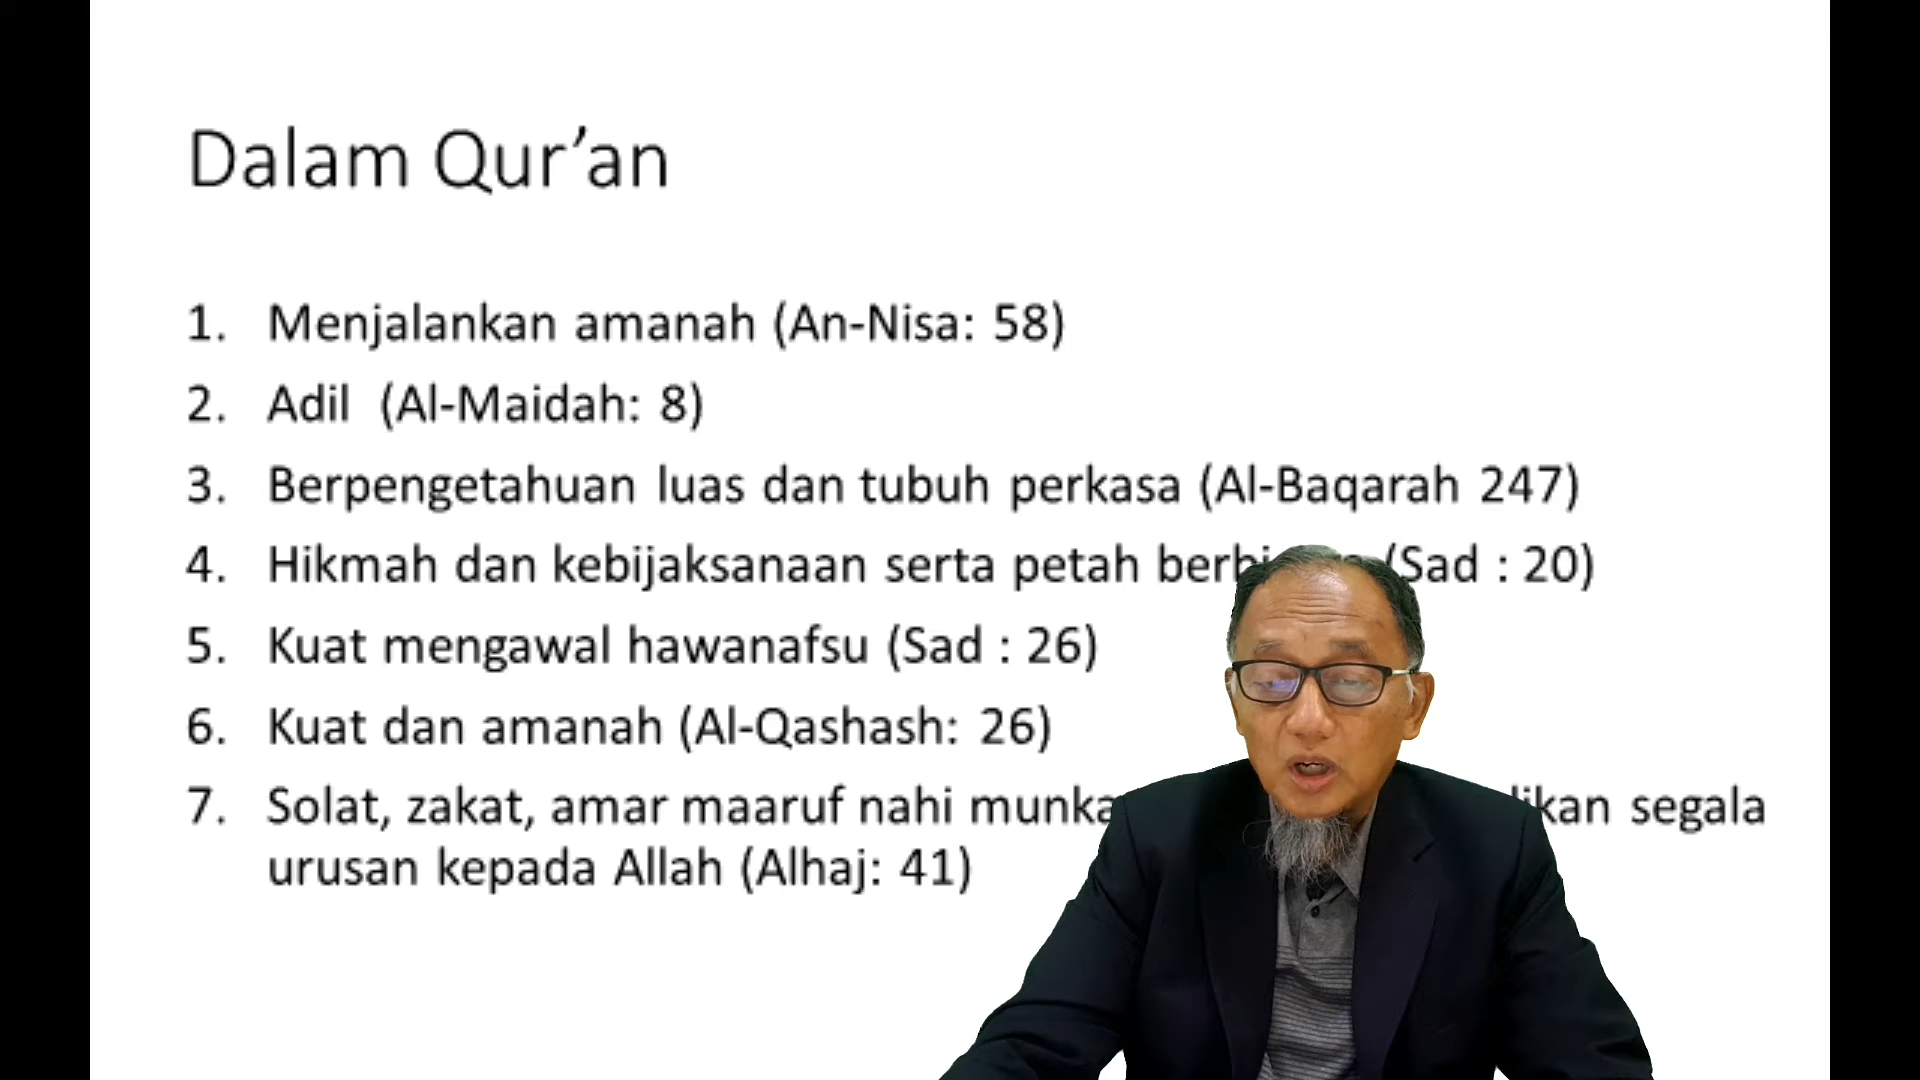 Dalam Qur’an
1. Menjalankan amanah (An-Nisa: 58)
2. Adil (Al-Maidah: 8)
3. Berpengetahuan luas dan tubuh perkasa (Al-Baqarah 247)
4. Hikmah dan kebijaksanaan serta petah (Sad : 20)
5. Kuat mengawal hawanafsu (Sad : 26)
6. Kuat dan amanah (Al-Qashash: 26)
7. Solat, zakat, amar maaruf nahi segala
urusan kepada Allah (Alhaj: 41)